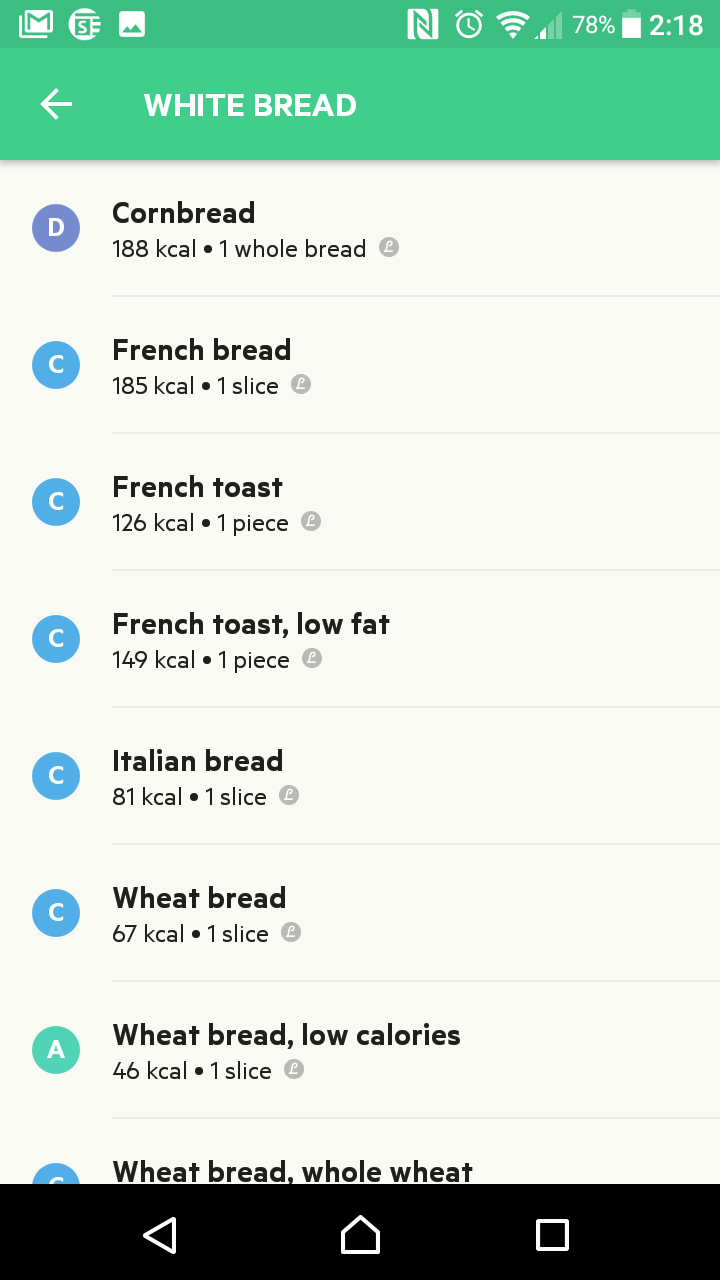 78% 2:18
WHITE BREAD
D
Cornbread
188 kcal • 1 whole bread
C
French bread
185 kcal • 1 slice
C
French toast
126 kcal • 1 piece
C
French toast, low fat
149 kcal • 1 piece
C
Italian bread
81 kcal • 1 slice
C
Wheat bread
67 kcal • 1 slice
A
Wheat bread, low calories
46 kcal • 1 slice
Wheat bread, whole wheat